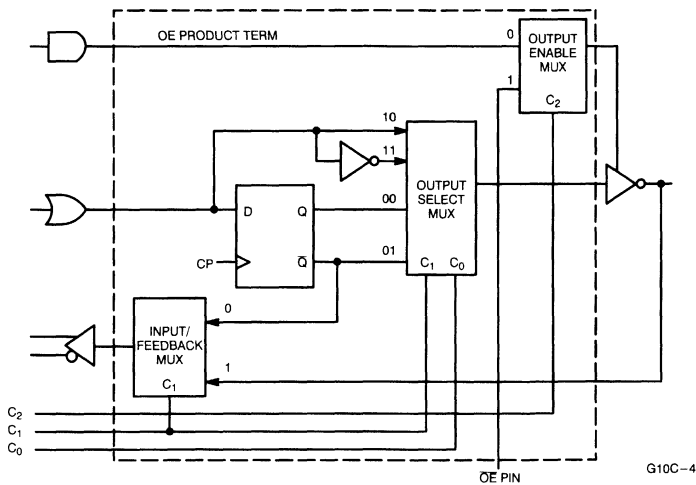 OE PRODUCT TERM
0
OUTPUT
ENABLE
MUX
1
C2
10
11
OUTPUT
SELECT
MUX
00
D
Q
CP
Q̅
01
C1
C0
0
INPUT/
FEEDBACK
MUX
1
C1
C2
C1
C0
O̅E̅ PIN
G10C–4